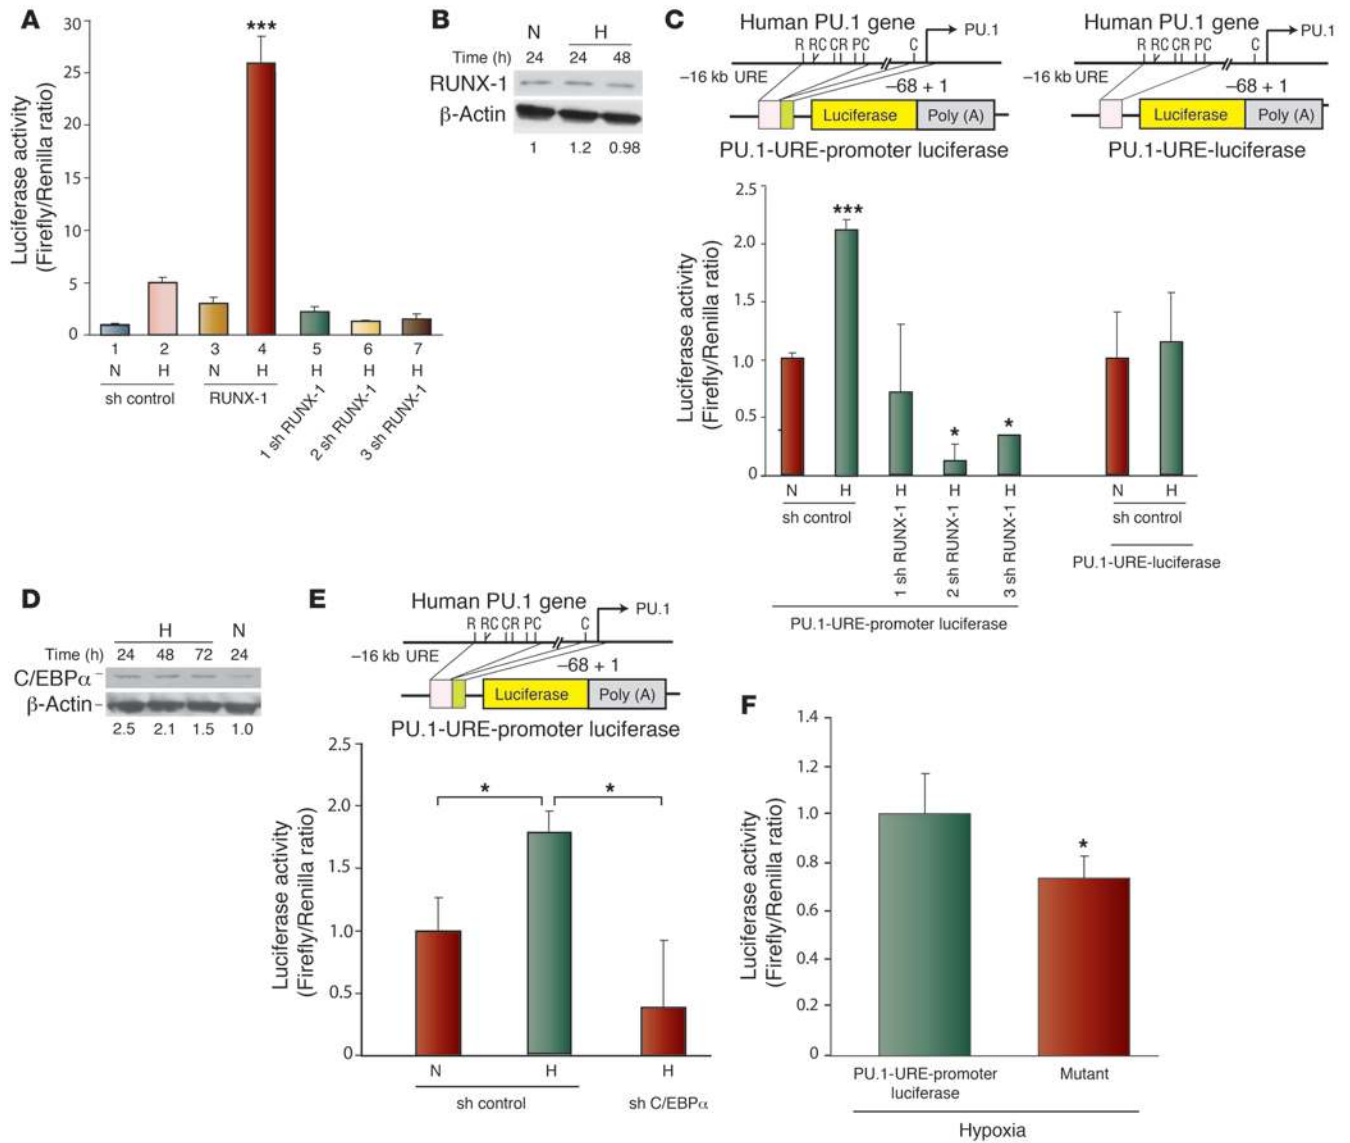 A
Luciferase activity
(Firefly/Renilla ratio)
30
25
20
15
10
5
0
***
1 2 3 4 5 6 7
N H N H H H H
sh control RUNX-1
1 sh RUNX-1
2 sh RUNX-1
3 sh RUNX-1
B
N H
Time (h) 24 24 48
RUNX-1
β-Actin
1 1.2 0.98
C
Human PU.1 gene
PU.1
R RC CR PC C
–16 kb URE
–68 + 1
Luciferase Poly (A)
PU.1-URE-promoter luciferase
Human PU.1 gene
PU.1
R RC CR PC C
–16 kb URE
–68 + 1
Luciferase Poly (A)
PU.1-URE-luciferase
Luciferase activity
(Firefly/Renilla ratio)
2.5
2.0
1.5
1.0
0.5
0
***
*
*
N H H H H N H
sh control
1 sh RUNX-1
2 sh RUNX-1
3 sh RUNX-1
sh control
PU.1-URE-luciferase
PU.1-URE-promoter luciferase
D
H N
Time (h) 24 48 72 24
C/EBPα –
β-Actin –
2.5 2.1 1.5 1.0
E
Human PU.1 gene
PU.1
R RC CR PC C
–16 kb URE
–68 + 1
Luciferase Poly (A)
PU.1-URE-promoter luciferase
Luciferase activity
(Firefly/Renilla ratio)
2.5
2.0
1.5
1.0
0.5
0
* *
N H H
sh control sh C/EBPα
F
Luciferase activity
(Firefly/Renilla ratio)
1.4
1.2
1.0
0.8
0.6
0.4
0.2
0
*
PU.1-URE-promoter
luciferase
Mutant
Hypoxia